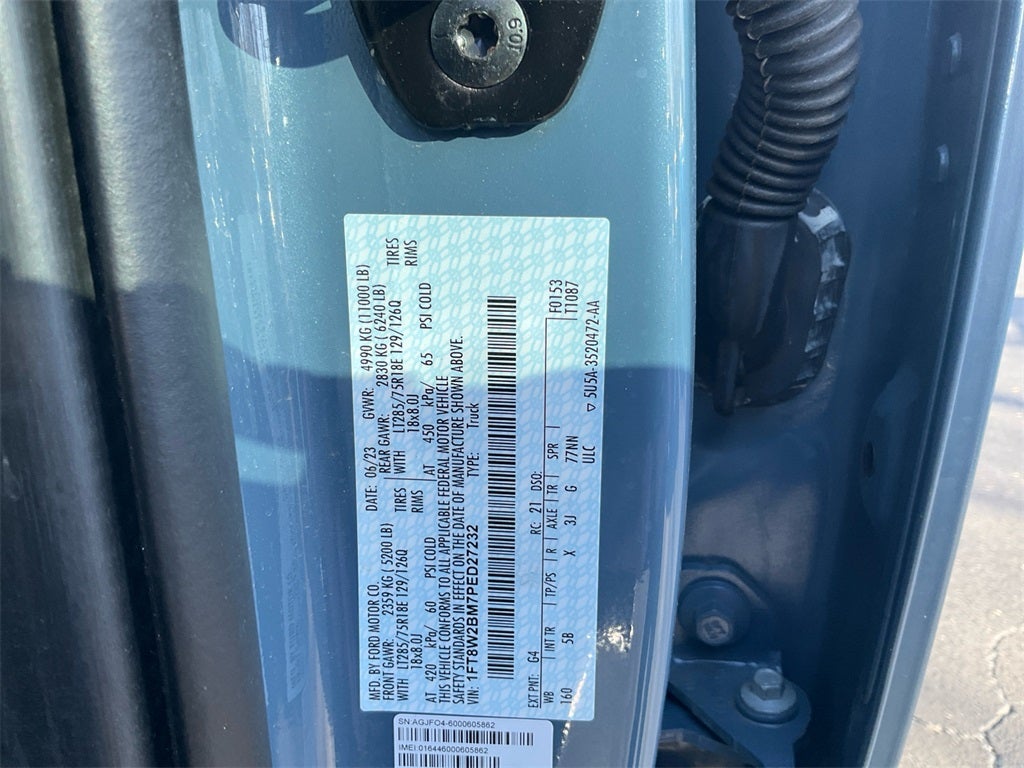 10.9
MFD. BY FORD MOTOR CO. DATE: 06/23 GVWR: 4990 KG (11000 LB)
FRONT GAWR: 2359 KG ( 5200 LB) REAR GAWR: 2830 KG ( 6240 LB)
WITH LT285/75R18E 129/126Q TIRES WITH LT285/75R18E 129/126Q TIRES
18x8.0J RIMS 18x8.0J RIMS
AT 420 kPa/ 60 PSI COLD AT 450 kPa/ 65 PSI COLD
THIS VEHICLE CONFORMS TO ALL APPLICABLE FEDERAL MOTOR VEHICLE
SAFETY STANDARDS IN EFFECT ON THE DATE OF MANUFACTURE SHOWN ABOVE.
VIN: 1FT8W2BM7PED27232 TYPE: Truck
EXT PNT: G4 RC: 21 DSO: F0153
WB INT TR TP/PS R AXLE TR SPR T1087
160 5B X 3J G 77NN
ULC 5U5A-3520472-AA
SN:AGJFO4-6000605862
IMEI:016446000605862